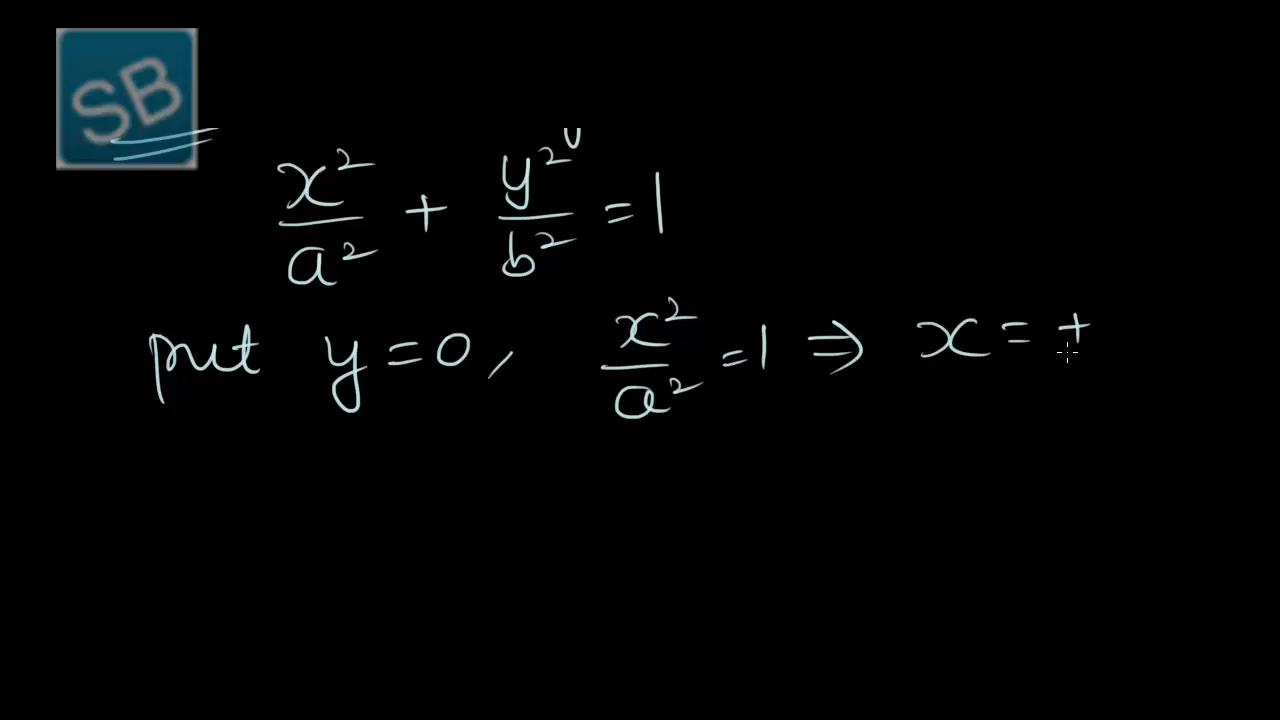 SB
x²/a² + y²/b² = 1
put y = 0, x²/a² = 1 ⇒ x = +